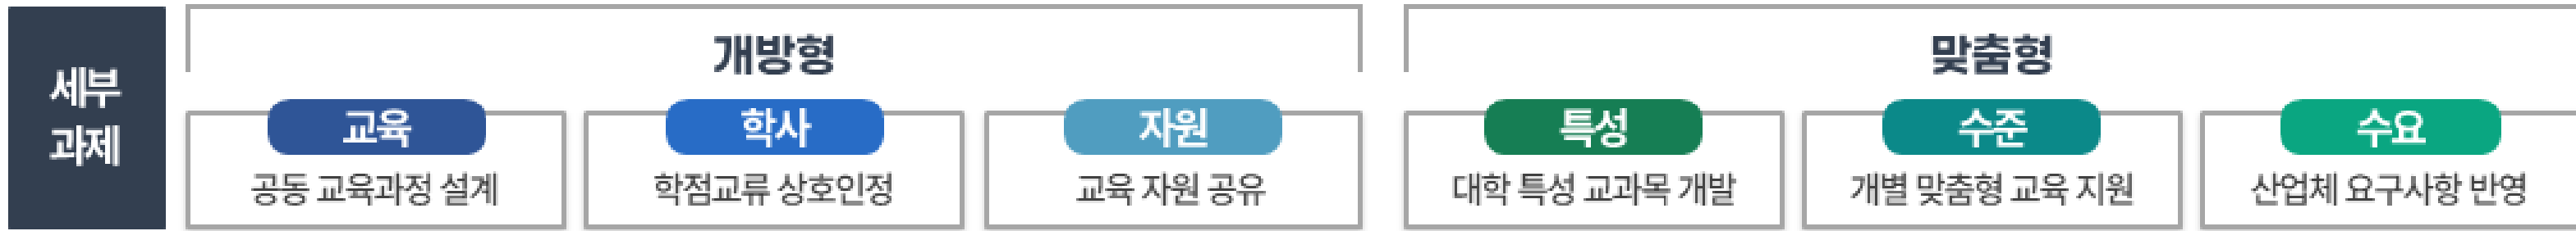 세부
과제
개방형
교육
공동 교육과정 설계
학사
학점교류 상호인정
자원
교육 자원 공유
맞춤형
특성
대학 특성 교과목 개발
수준
개별 맞춤형 교육 지원
수요
산업체 요구사항 반영